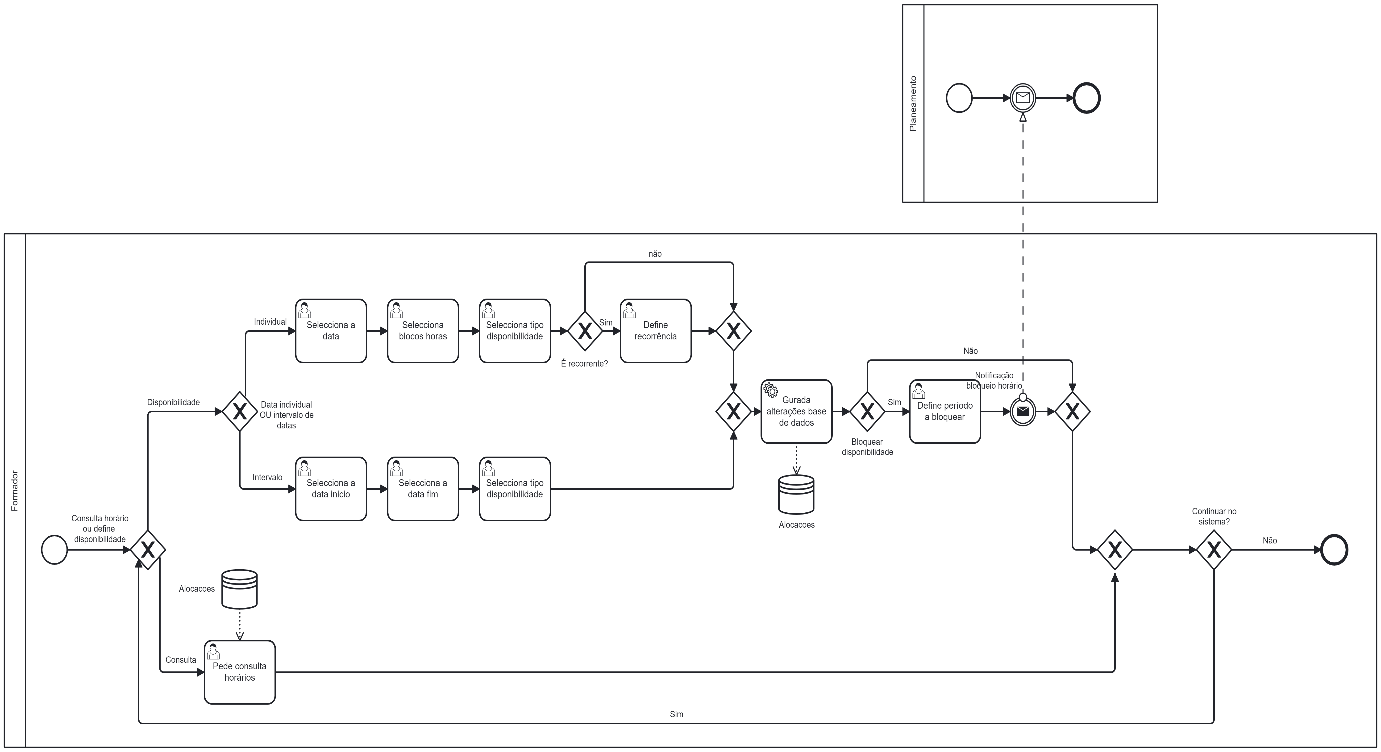 Planeamento
Formador
não
Individual
Selecciona a
data
Selecciona
blocos horas
Selecciona tipo
disponibilidade
Sim
Define
recorrência
É recorrente?
Não
Notificação
bloqueio horário
Disponibilidade
Data individual
OU intervalo de
datas
Gurada
alterações base
de dados
Sim
Define período
a bloquear
Bloquear
disponibilidade
Intervalo
Selecciona a
data inicio
Selecciona a
data fim
Selecciona tipo
disponibilidade
Alocacoes
Consulta horário
ou define
disponibilidade
Continuar no
sistema?
Não
Alocacoes
Consulta
Pede consulta
horários
Sim